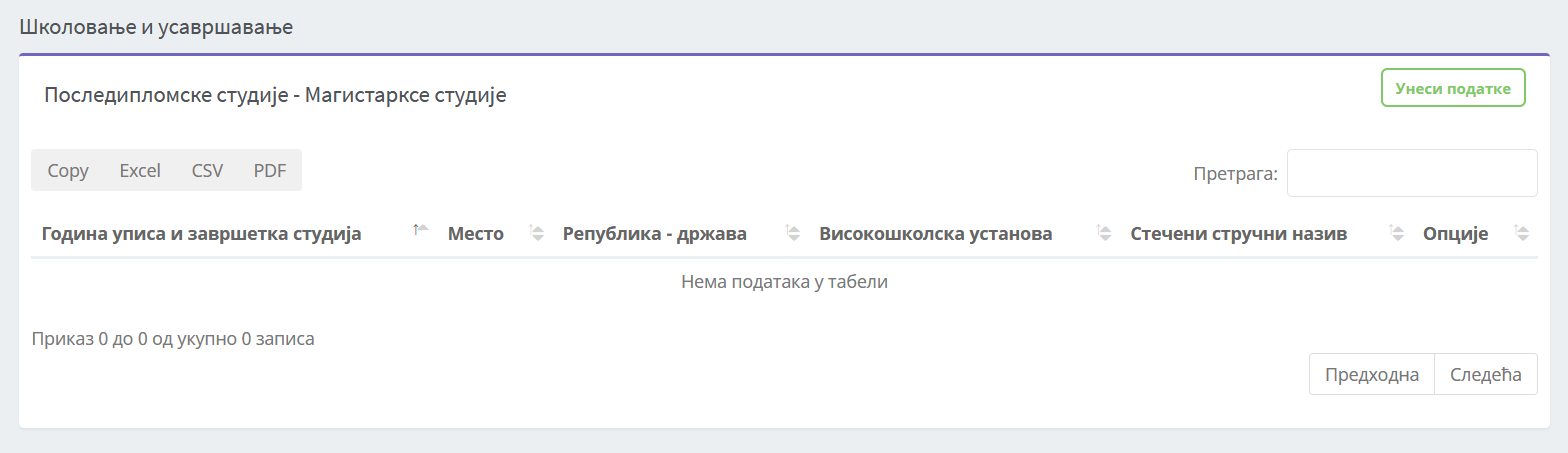 Школовање и усавршавање
Последипломске студије - Магистарксе студије
Унеси податке
Copy Excel CSV PDF
Претрага:
Година уписа и завршетка студија Место Република - држава Високошколска установа Стечени стручни назив Опције
Нема података у табели
Приказ 0 до 0 од укупно 0 записа
Предходна Следећа